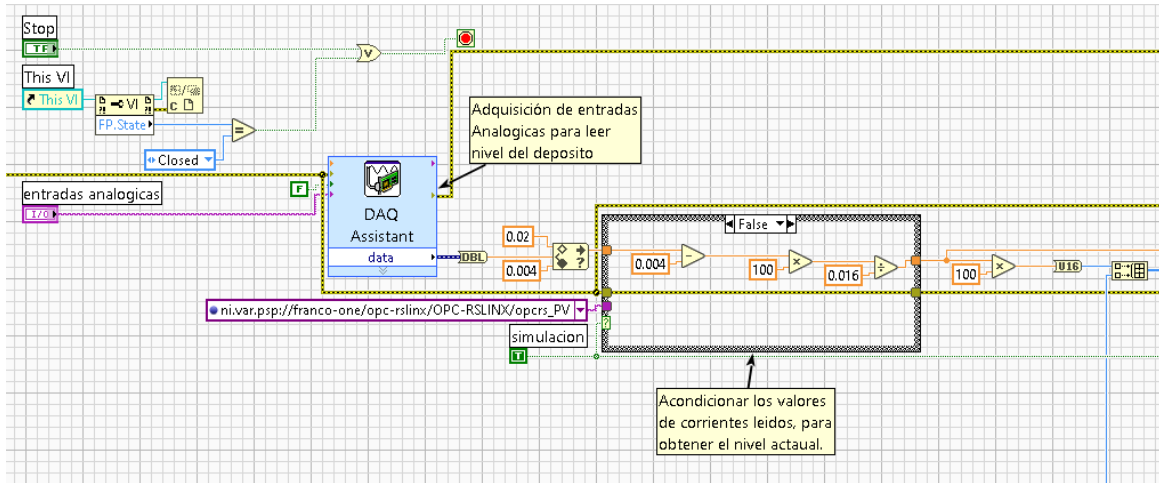 Stop
TF
This VI
This VI
VI
C
FP.State
=
V
Closed
Adquisición de entradas
Analogicas para leer
nivel del deposito
entradas analogicas
I/O
F
DAQ
Assistant
data
DBL
0.02
0.004
?
False
0.004
100
0.016
100
U16
ni.var.psp://franco-one/opc-rslinx/OPC-RSLINX/opcrs_PV
?
simulacion
T
Acondicionar los valores
de corrientes leidos, para
obtener el nivel actaual.